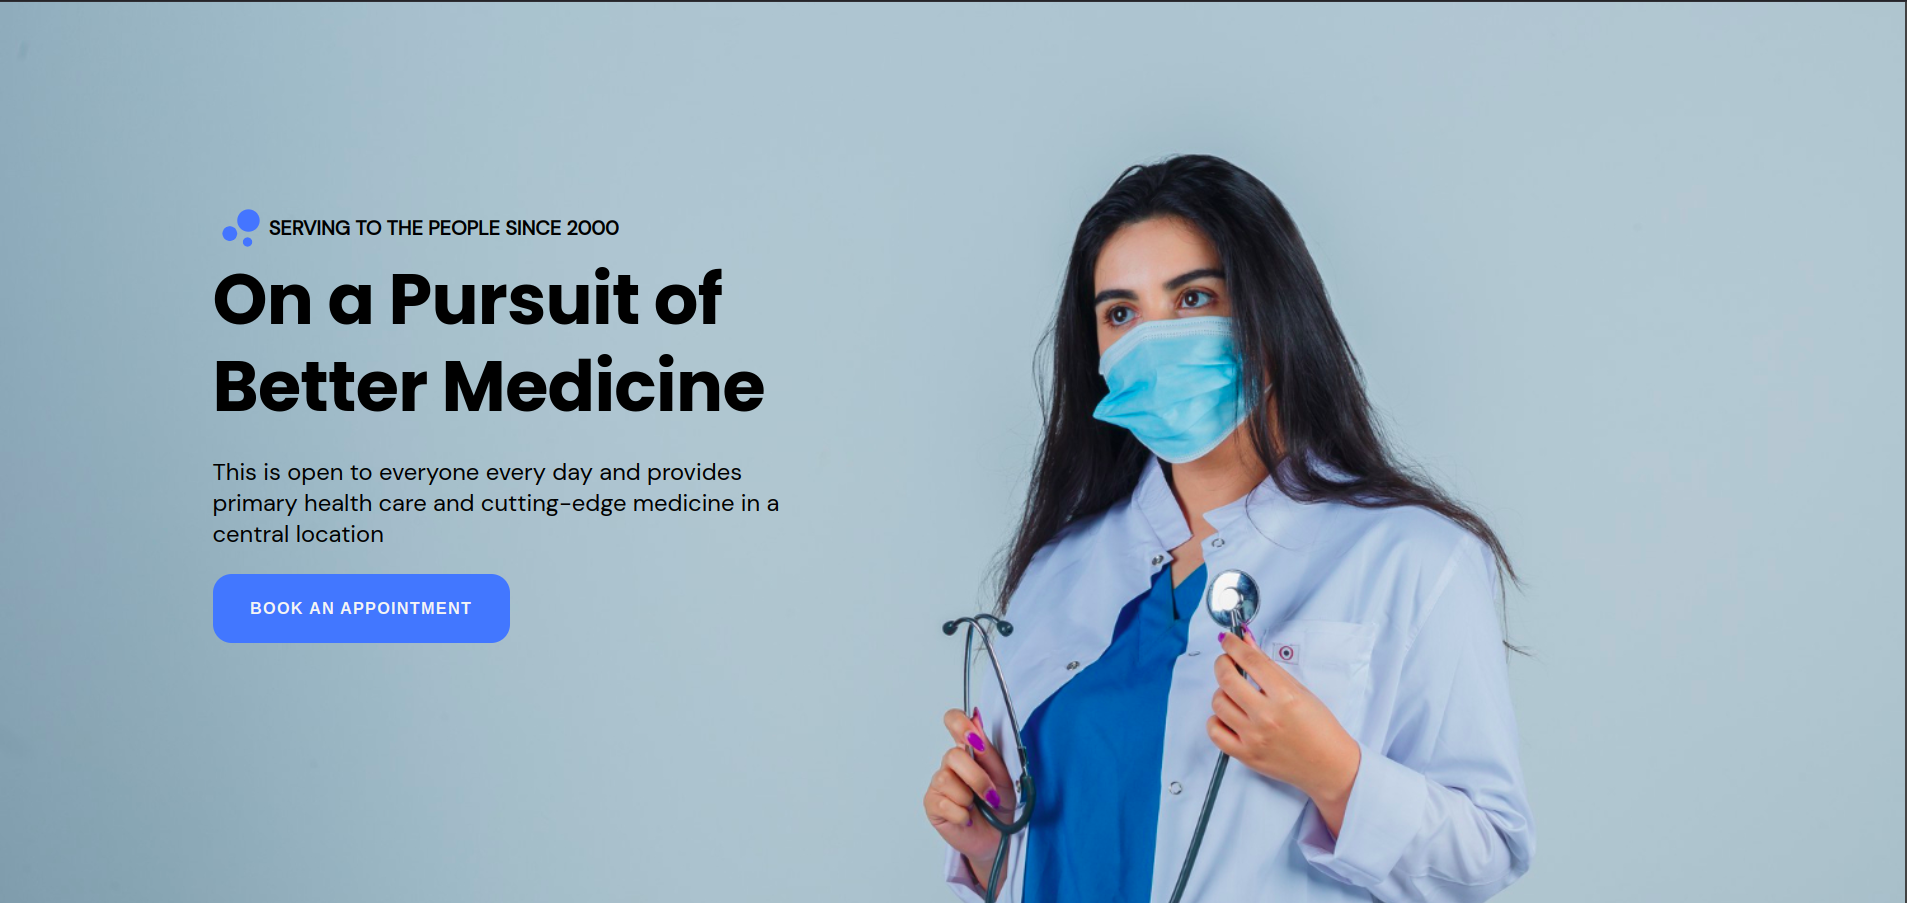 SERVING TO THE PEOPLE SINCE 2000
On a Pursuit of
Better Medicine
This is open to everyone every day and provides
primary health care and cutting-edge medicine in a
central location
BOOK AN APPOINTMENT